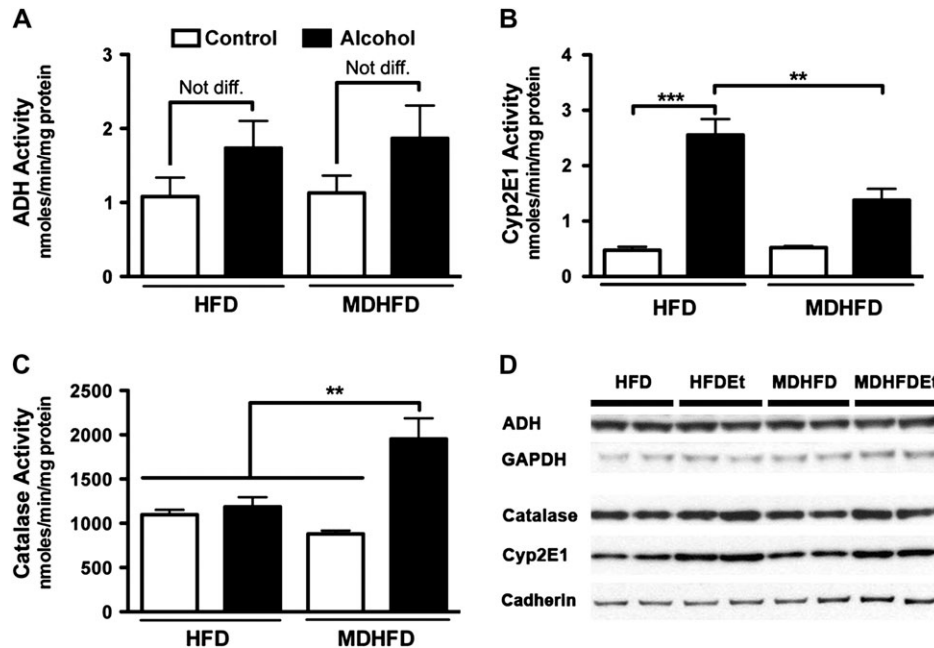 A
Control Alcohol
ADH Activity
nmoles/min/mg protein
3
2
1
0
Not diff.
Not diff.
HFD MDHFD
B
Cyp2E1 Activity
nmoles/min/mg protein
4
3
2
1
0
***
**
HFD MDHFD
C
Catalase Activity
nmoles/min/mg protein
2500
2000
1500
1000
500
0
**
HFD MDHFD
D
HFD HFDEt MDHFD MDHFDEt
ADH
GAPDH
Catalase
Cyp2E1
Cadherin